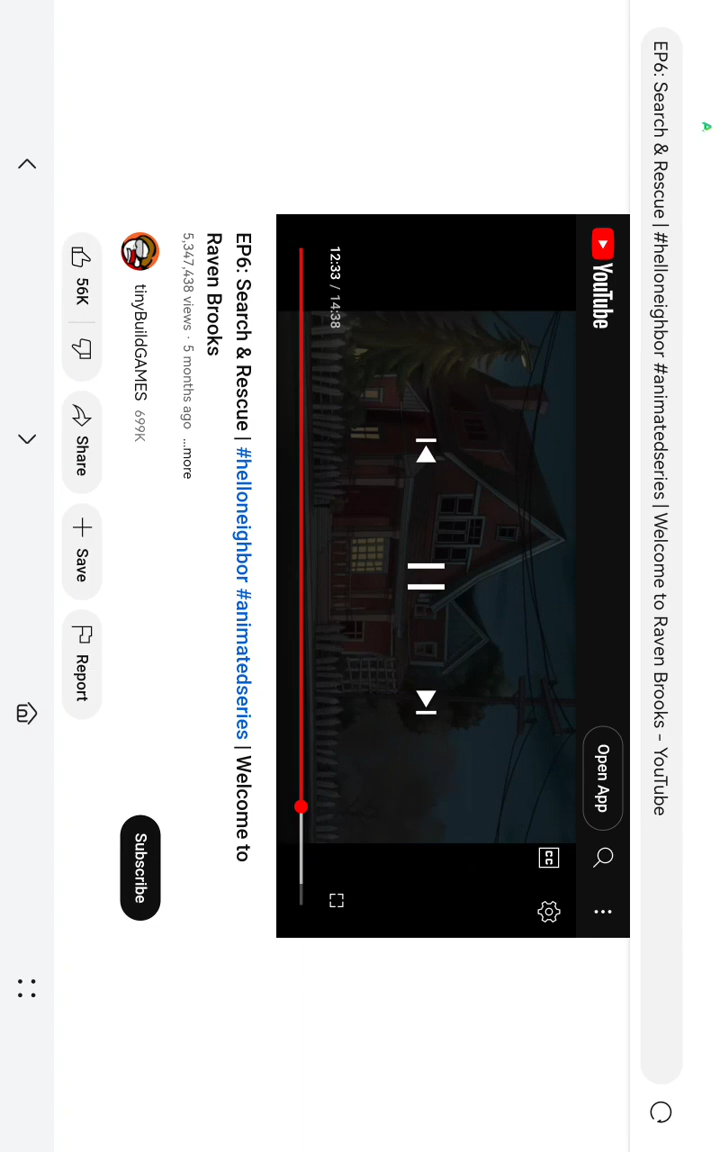 EP6: Search & Rescue | #helloneighbor #animatedseries | Welcome to Raven Brooks - YouTube
YouTube
Open App
CC
12:33 / 14:38
EP6: Search & Rescue | #helloneighbor #animatedseries | Welcome to
Raven Brooks
5,347,438 views · 5 months ago ...more
tinyBuildGAMES 699K
Subscribe
56K
Share
Save
Report